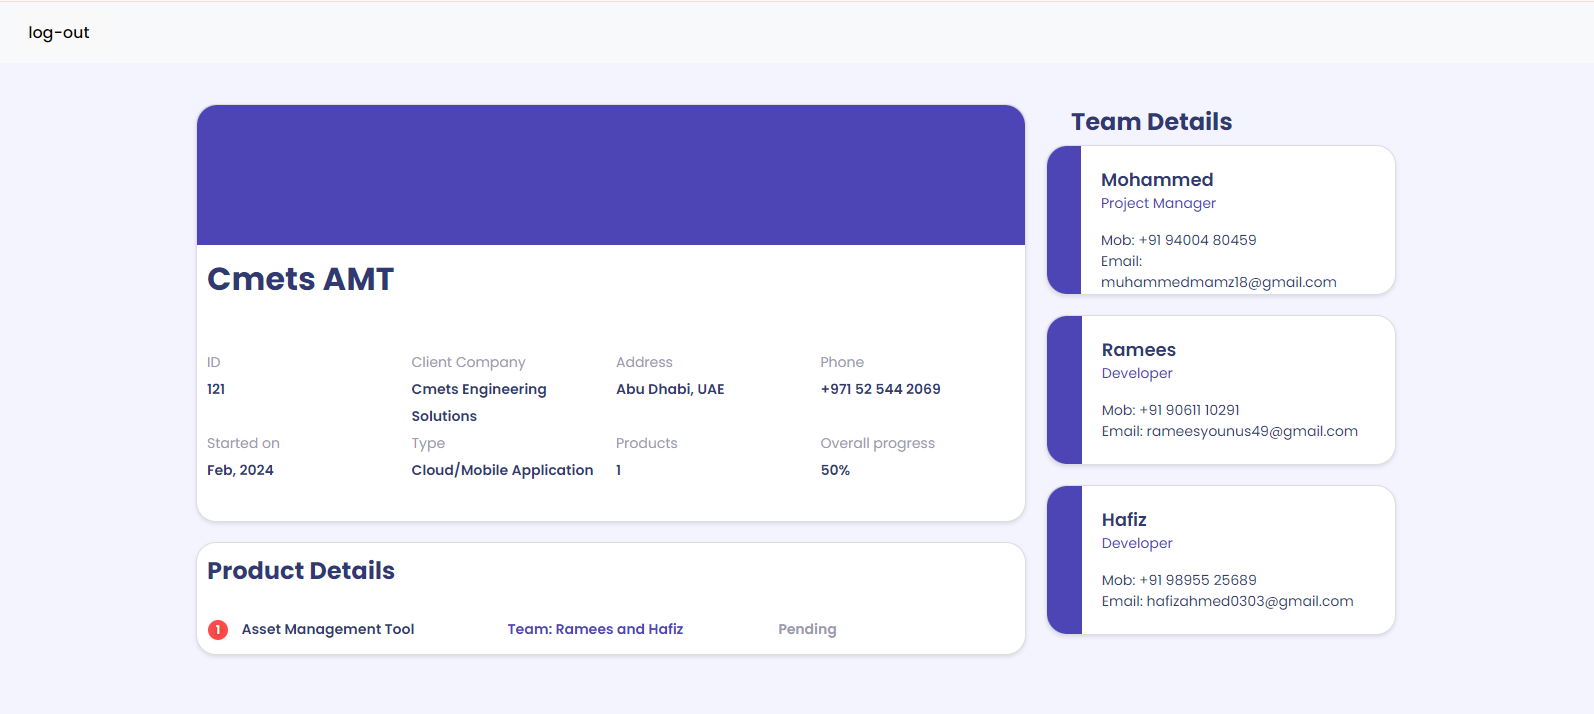 log-out
Cmets AMT
ID
121
Client Company
Cmets Engineering
Solutions
Address
Abu Dhabi, UAE
Phone
+971 52 544 2069
Started on
Feb, 2024
Type
Cloud/Mobile Application
Products
1
Overall progress
50%
Product Details
1 Asset Management Tool Team: Ramees and Hafiz Pending
Team Details
Mohammed
Project Manager
Mob: +91 94004 80459
Email:
muhammedmamz18@gmail.com
Ramees
Developer
Mob: +91 90611 10291
Email: rameesyounus49@gmail.com
Hafiz
Developer
Mob: +91 98955 25689
Email: hafizahmed0303@gmail.com